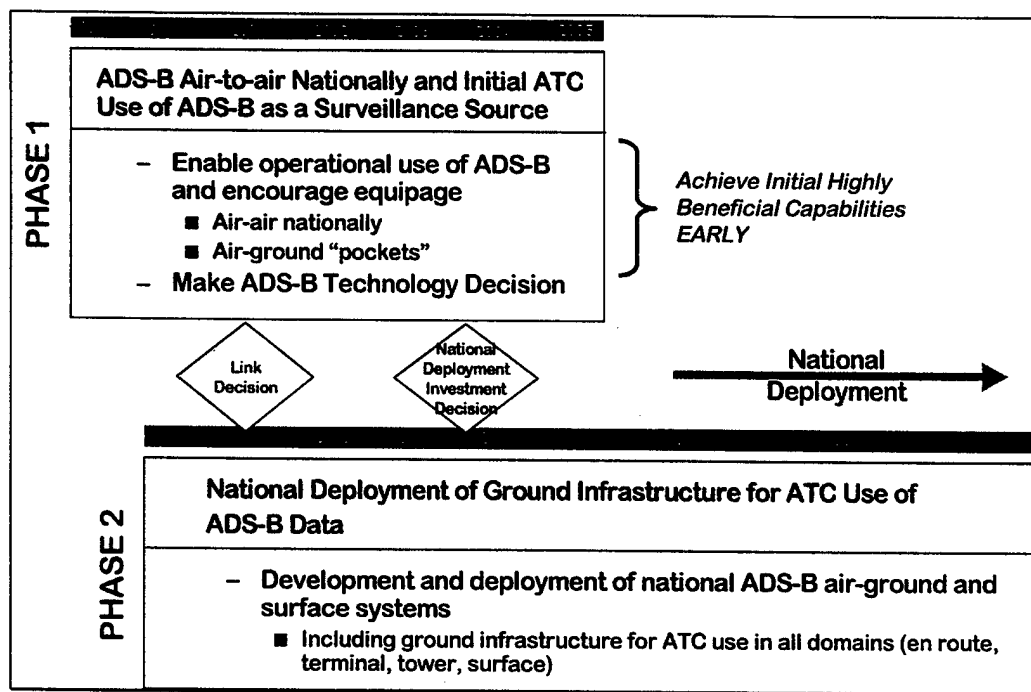 PHASE 1
ADS-B Air-to-air Nationally and Initial ATC
Use of ADS-B as a Surveillance Source
– Enable operational use of ADS-B
and encourage equipage
■ Air-air nationally
■ Air-ground “pockets”
– Make ADS-B Technology Decision
Achieve Initial Highly
Beneficial Capabilities
EARLY
Link
Decision
National
Deployment
Investment
Decision
National
Deployment
PHASE 2
National Deployment of Ground Infrastructure for ATC Use of
ADS-B Data
– Development and deployment of national ADS-B air-ground and
surface systems
■ Including ground infrastructure for ATC use in all domains (en route,
terminal, tower, surface)